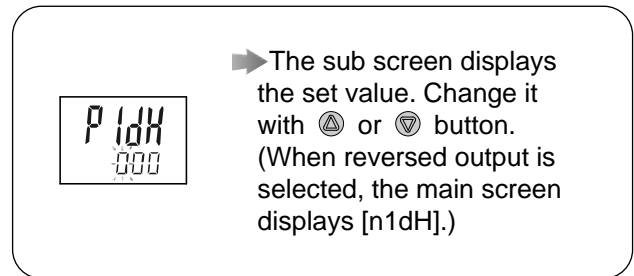 P1dH
000
The sub screen displays
the set value. Change it
with or button.
(When reversed output is
selected, the main screen
displays [n1dH].)